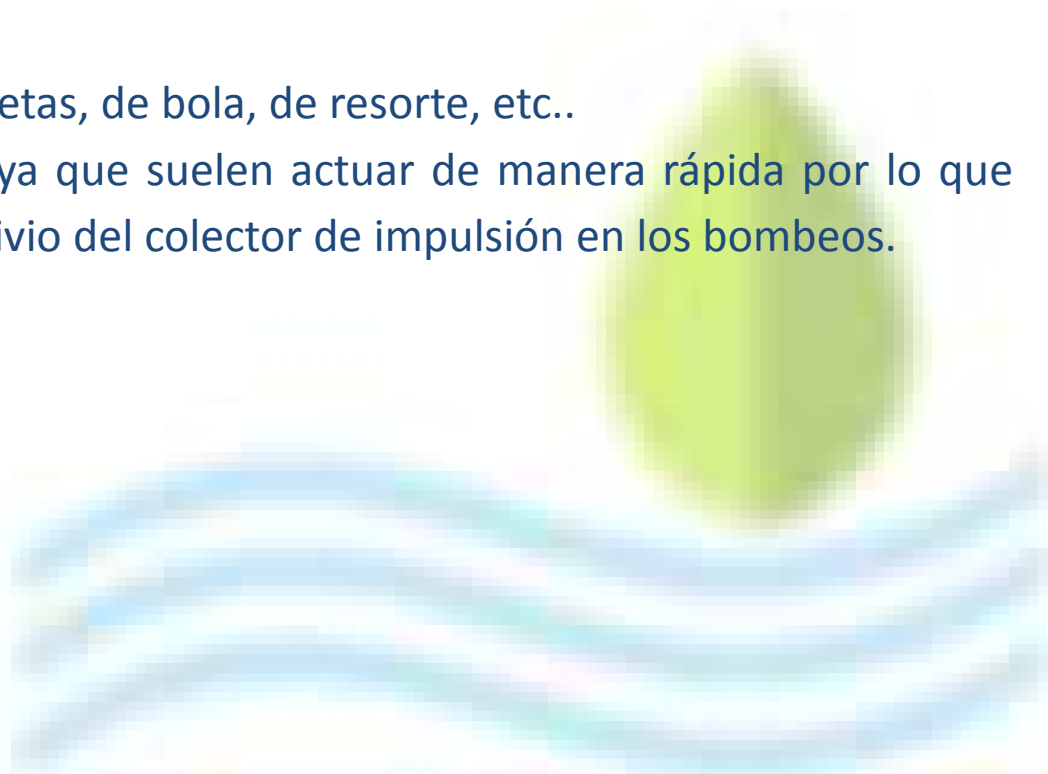 etas, de bola, de resorte, etc..
ya que suelen actuar de manera rápida por lo que
ivio del colector de impulsión en los bombeos.